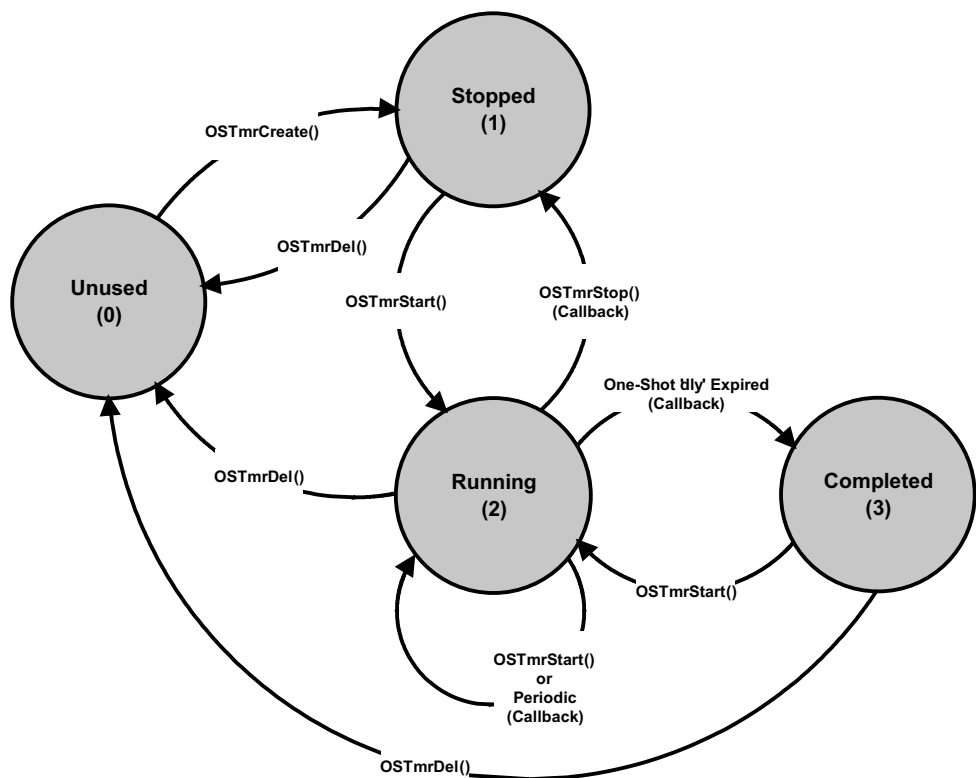 Stopped
(1)
OSTmrCreate()
OSTmrDel()
Unused
(0)
OSTmrStart()
OSTmrStop()
(Callback)
One-Shot 'dly' Expired
(Callback)
OSTmrDel()
Running
(2)
Completed
(3)
OSTmrStart()
OSTmrStart()
or
Periodic
(Callback)
OSTmrDel()